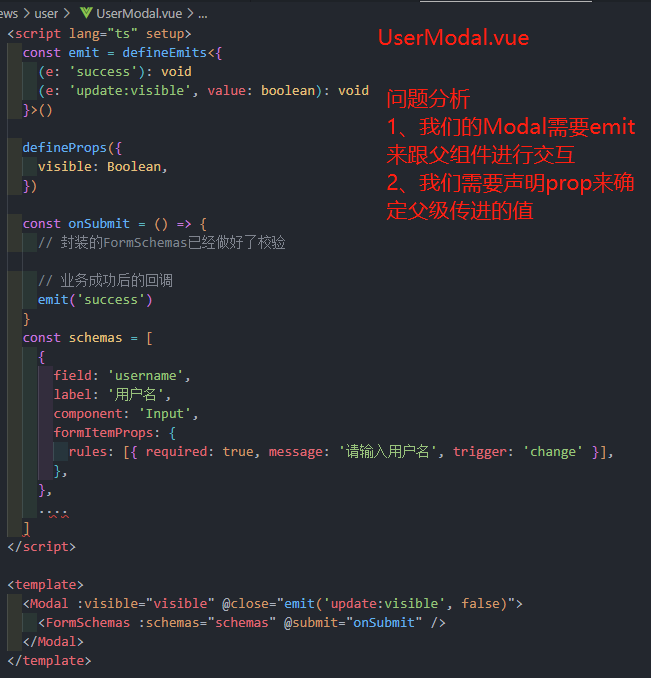 ews > user > UserModal.vue > ...
<script lang="ts" setup>
UserModal.vue
const emit = defineEmits<{
(e: 'success'): void
(e: 'update:visible', value: boolean): void
}>()
问题分析
1、我们的Modal需要emit
来跟父组件进行交互
2、我们需要声明prop来确
定父级传进的值
defineProps({
visible: Boolean,
})
const onSubmit = () => {
// 封装的FormSchemas已经做好了校验
// 业务成功后的回调
emit('success')
}
const schemas = [
{
field: 'username',
label: '用户名',
component: 'Input',
formItemProps: {
rules: [{ required: true, message: '请输入用户名', trigger: 'change' }],
},
},
....
]
</script>
<template>
<Modal :visible="visible" @close="emit('update:visible', false)">
<FormSchemas :schemas="schemas" @submit="onSubmit" />
</Modal>
</template>